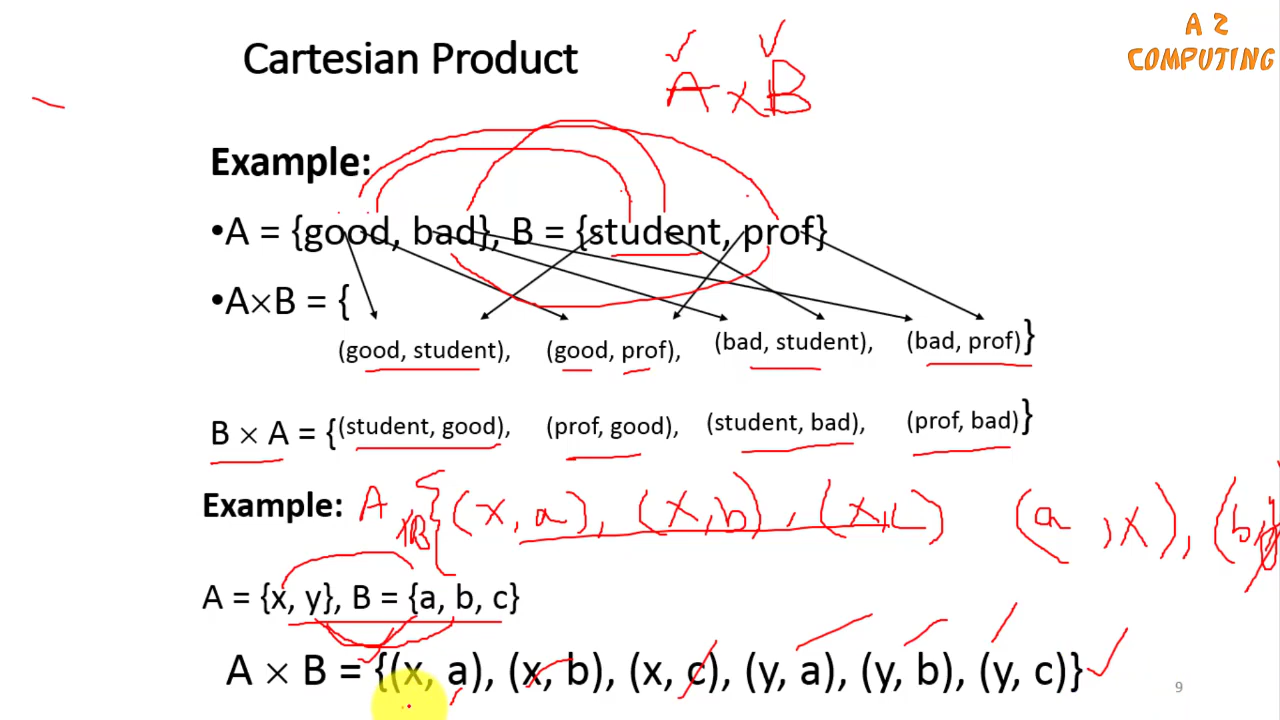 A Z
COMPUTING
Cartesian Product
A×B
Example:
•A = {good, bad}, B = {student, prof}
•A×B = {
(good, student), (good, prof), (bad, student), (bad, prof)}
B × A = {(student, good), (prof, good), (student, bad), (prof, bad)}
Example: A×B {(x, a), (x, b), (x, c) (a, x), (b,
A = {x, y}, B = {a, b, c}
A × B = {(x, a), (x, b), (x, c), (y, a), (y, b), (y, c)}
9